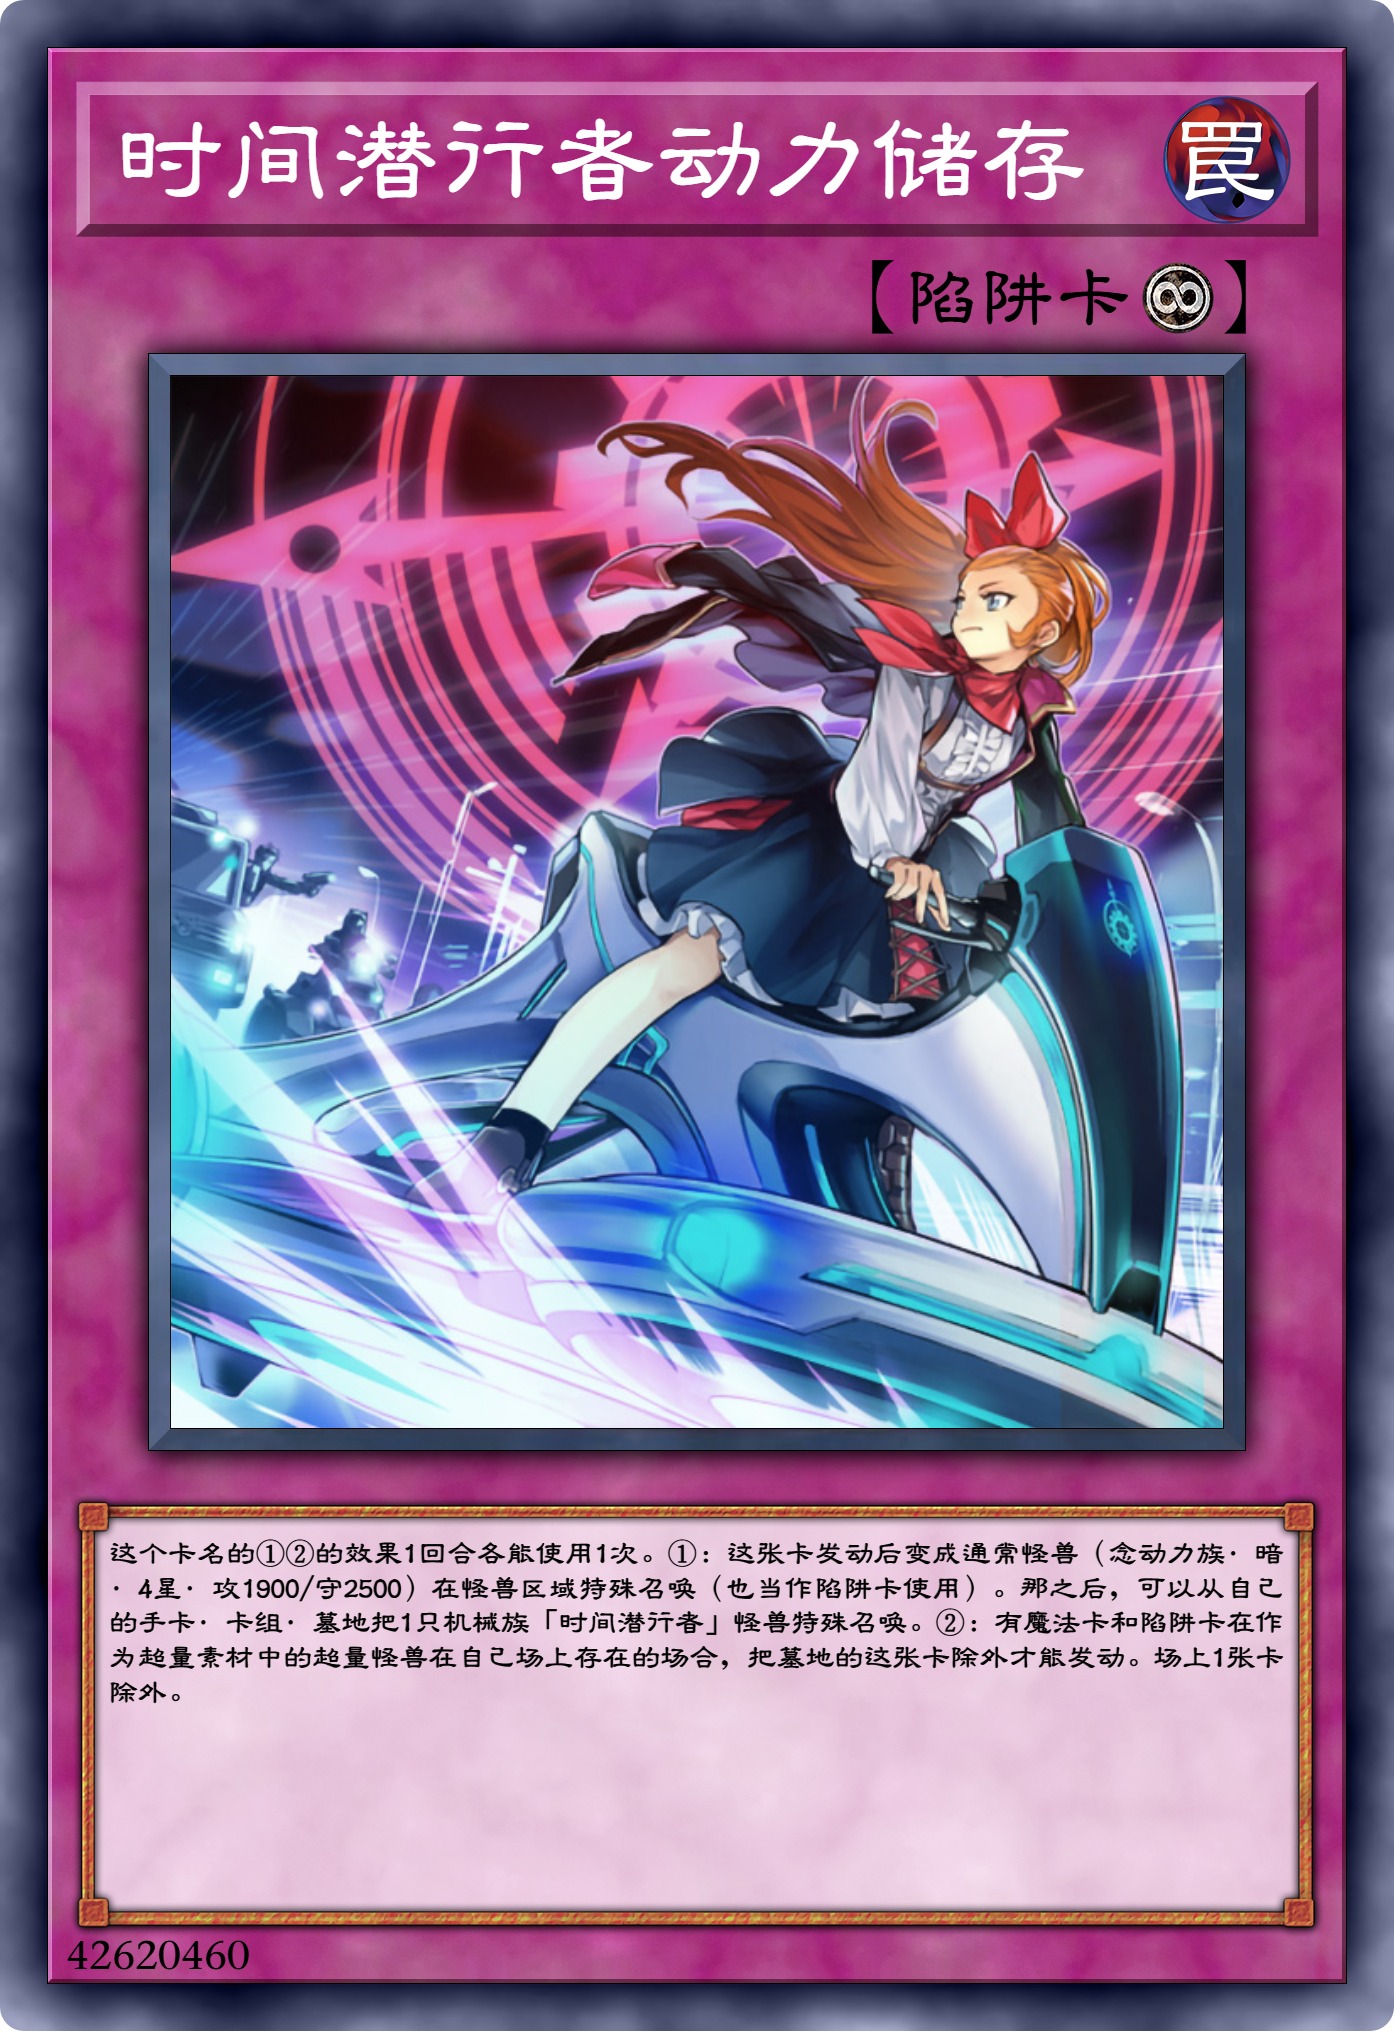 时间潜行者动力储存
罠
【陷阱卡】
这个卡名的①②的效果1回合各能使用1次。①：这张卡发动后变成通常怪兽（念动力族·暗
·4星·攻1900/守2500）在怪兽区域特殊召唤（也当作陷阱卡使用）。那之后，可以从自己
的手卡·卡组·墓地把1只机械族「时间潜行者」怪兽特殊召唤。②：有魔法卡和陷阱卡在作
为超量素材中的超量怪兽在自己场上存在的场合，把墓地的这张卡除外才能发动。场上1张卡
除外。
42620460